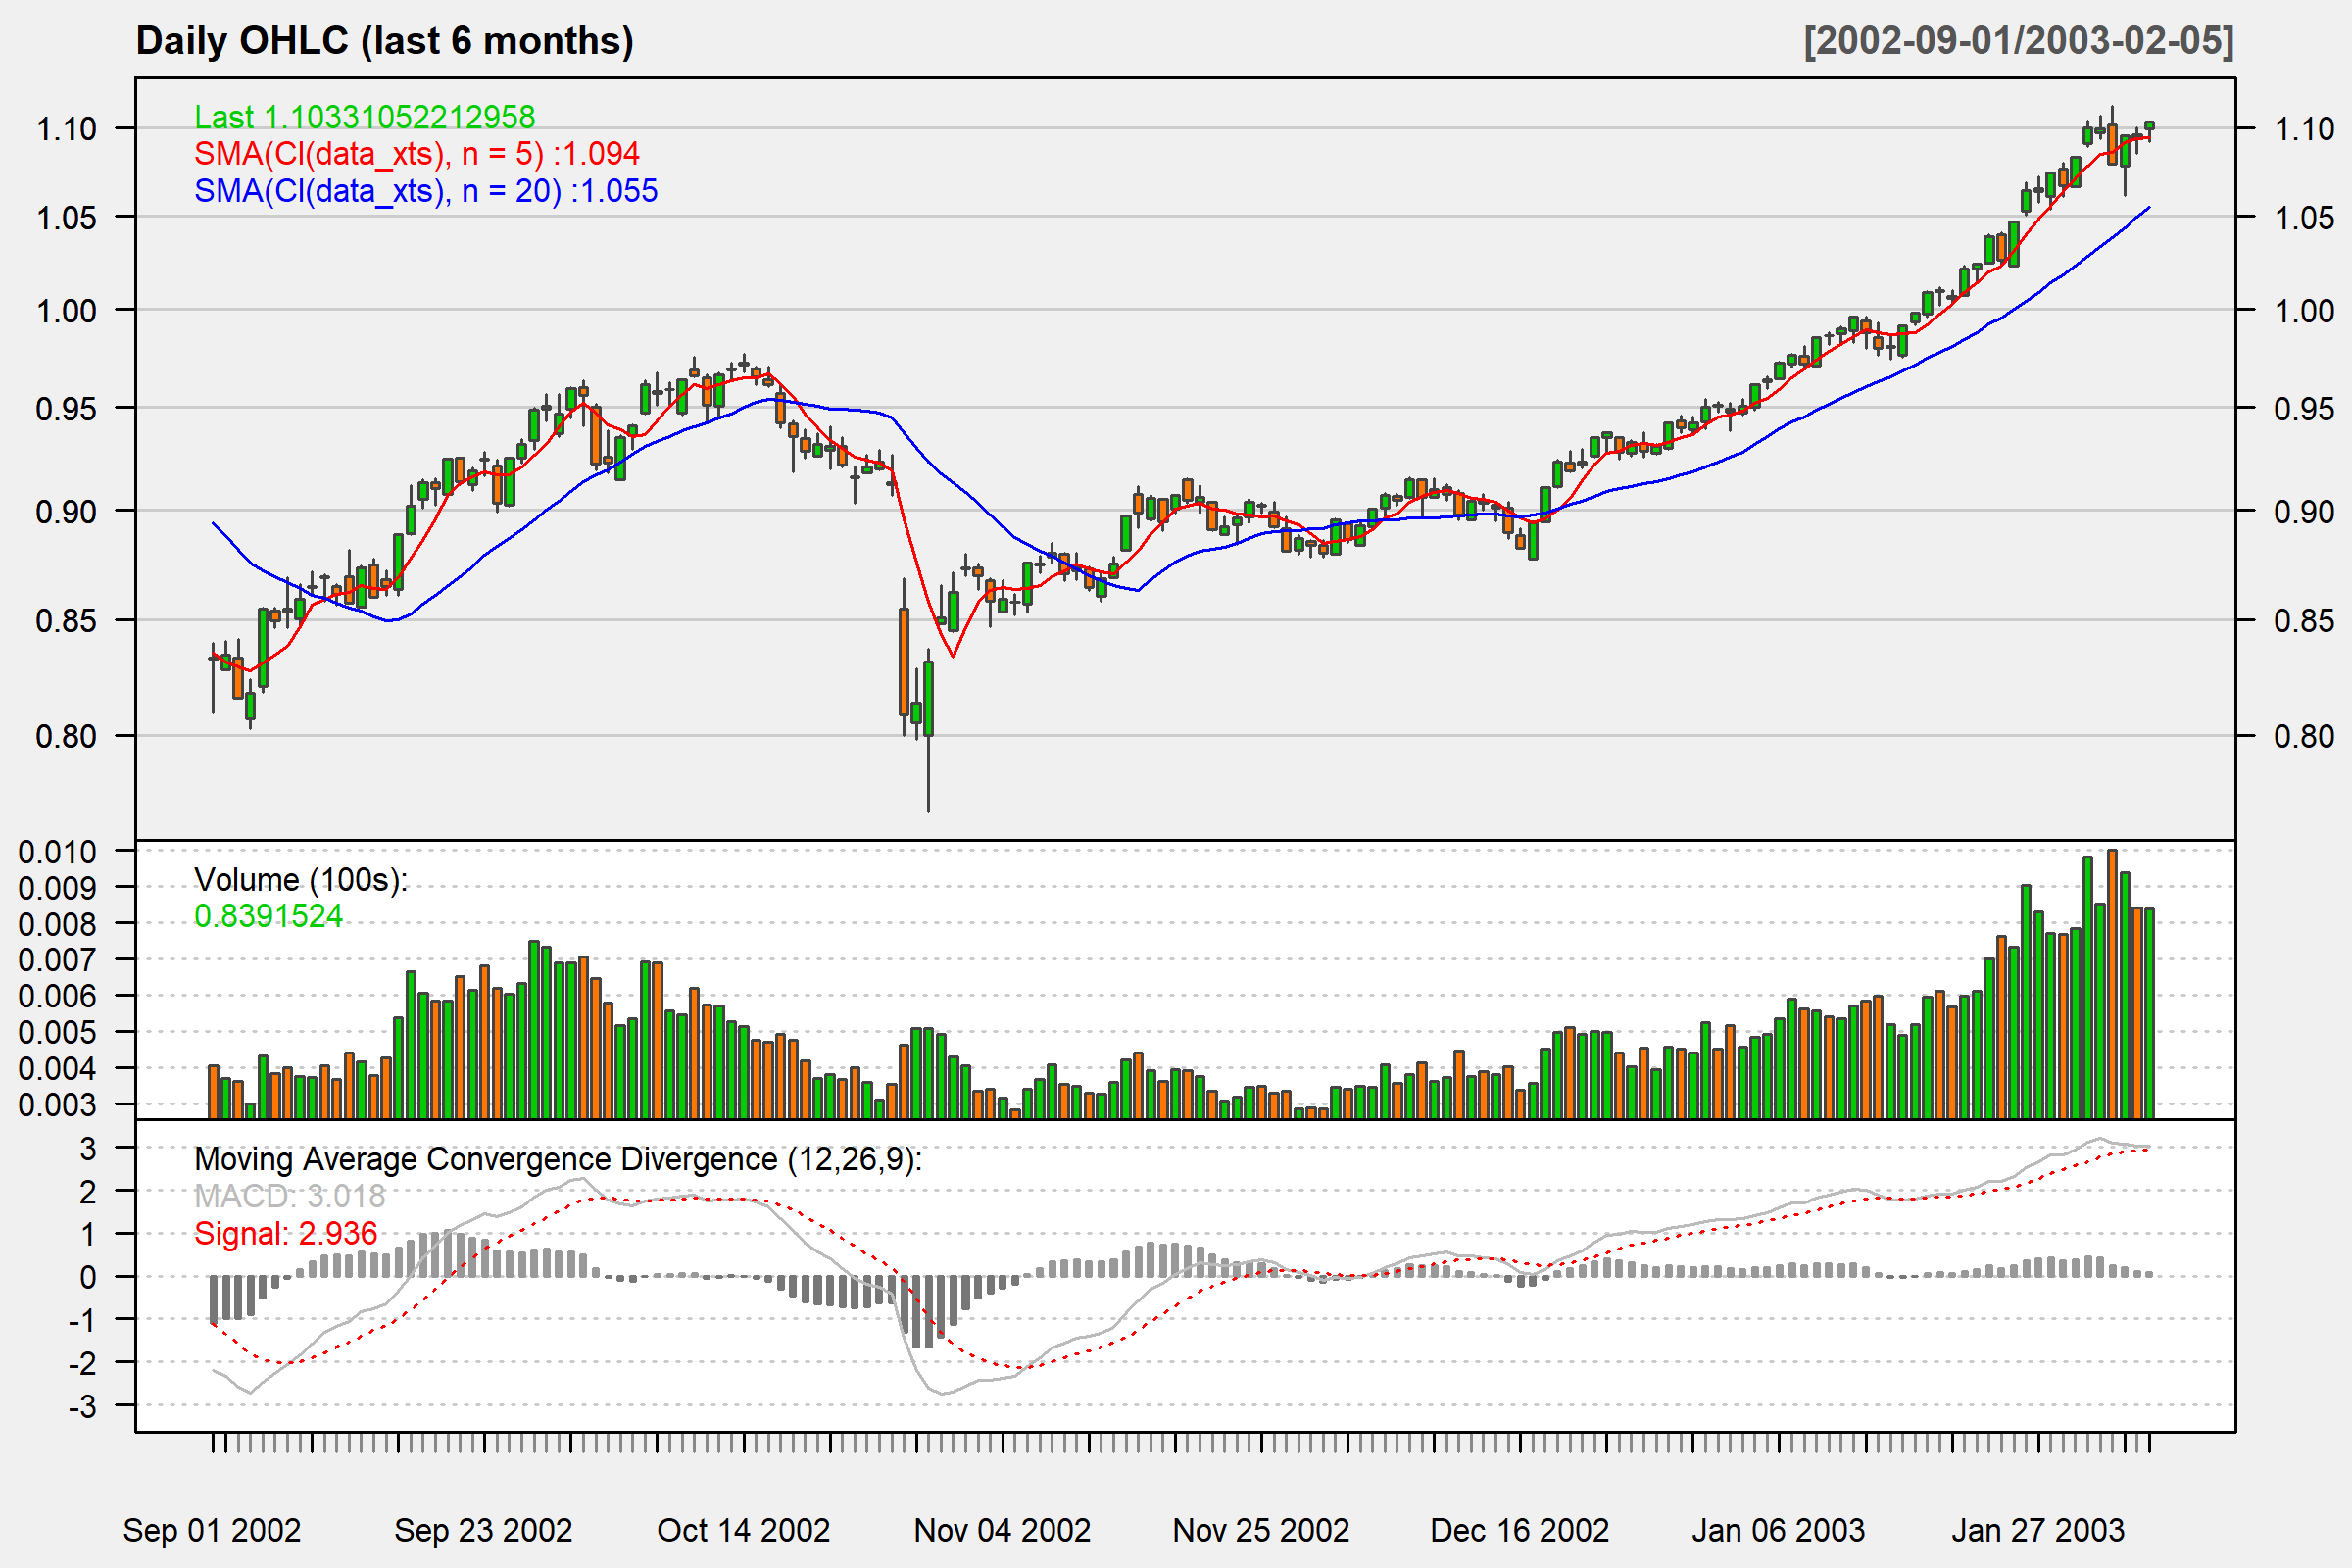 Daily OHLC (last 6 months) [2002-09-01/2003-02-05]
Last 1.10331052212958
SMA(Cl(data_xts), n = 5) :1.094
SMA(Cl(data_xts), n = 20) :1.055
1.10 1.10
1.05 1.05
1.00 1.00
0.95 0.95
0.90 0.90
0.85 0.85
0.80 0.80
Volume (100s):
0.8391524
0.010
0.009
0.008
0.007
0.006
0.005
0.004
0.003
Moving Average Convergence Divergence (12,26,9):
MACD: 3.018
Signal: 2.936
3
2
1
0
-1
-2
-3
Sep 01 2002 Sep 23 2002 Oct 14 2002 Nov 04 2002 Nov 25 2002 Dec 16 2002 Jan 06 2003 Jan 27 2003